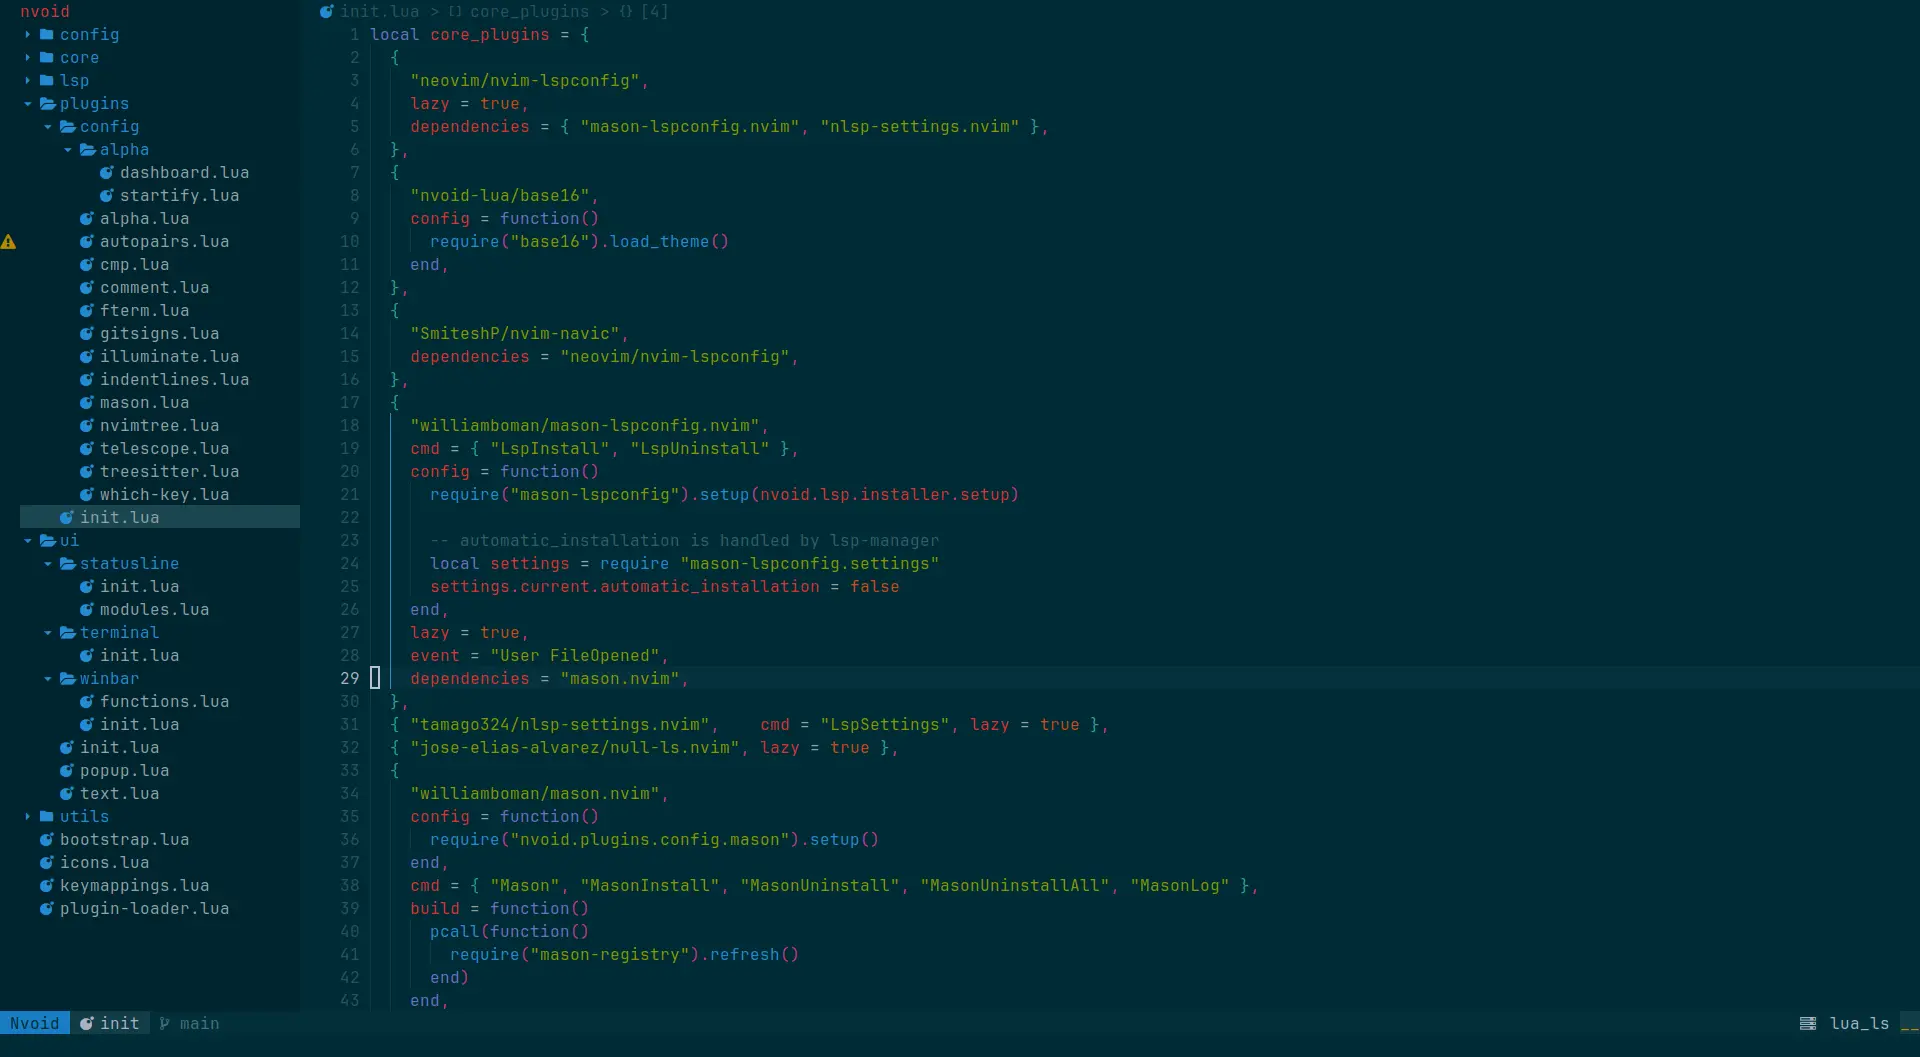 nvoid
config
core
lsp
plugins
config
alpha
dashboard.lua
startify.lua
alpha.lua
autopairs.lua
cmp.lua
comment.lua
fterm.lua
gitsigns.lua
illuminate.lua
indentlines.lua
mason.lua
nvimtree.lua
telescope.lua
treesitter.lua
which-key.lua
init.lua
ui
statusline
init.lua
modules.lua
terminal
init.lua
winbar
functions.lua
init.lua
init.lua
popup.lua
text.lua
utils
bootstrap.lua
icons.lua
keymappings.lua
plugin-loader.lua
init.lua > [] core_plugins > {} [4]
1 local core_plugins = {
2   {
3     "neovim/nvim-lspconfig",
4     lazy = true,
5     dependencies = { "mason-lspconfig.nvim", "nlsp-settings.nvim" },
6   },
7   {
8     "nvoid-lua/base16",
9     config = function()
10       require("base16").load_theme()
11     end,
12   },
13   {
14     "SmiteshP/nvim-navic",
15     dependencies = "neovim/nvim-lspconfig",
16   },
17   {
18     "williamboman/mason-lspconfig.nvim",
19     cmd = { "LspInstall", "LspUninstall" },
20     config = function()
21       require("mason-lspconfig").setup(nvoid.lsp.installer.setup)
22
23       -- automatic_installation is handled by lsp-manager
24       local settings = require "mason-lspconfig.settings"
25       settings.current.automatic_installation = false
26     end,
27     lazy = true,
28     event = "User FileOpened",
29     dependencies = "mason.nvim",
30   },
31   { "tamago324/nlsp-settings.nvim",    cmd = "LspSettings", lazy = true },
32   { "jose-elias-alvarez/null-ls.nvim", lazy = true },
33   {
34     "williamboman/mason.nvim",
35     config = function()
36       require("nvoid.plugins.config.mason").setup()
37     end,
38     cmd = { "Mason", "MasonInstall", "MasonUninstall", "MasonUninstallAll", "MasonLog" },
39     build = function()
40       pcall(function()
41         require("mason-registry").refresh()
42       end)
43     end,
Nvoid init main lua_ls __